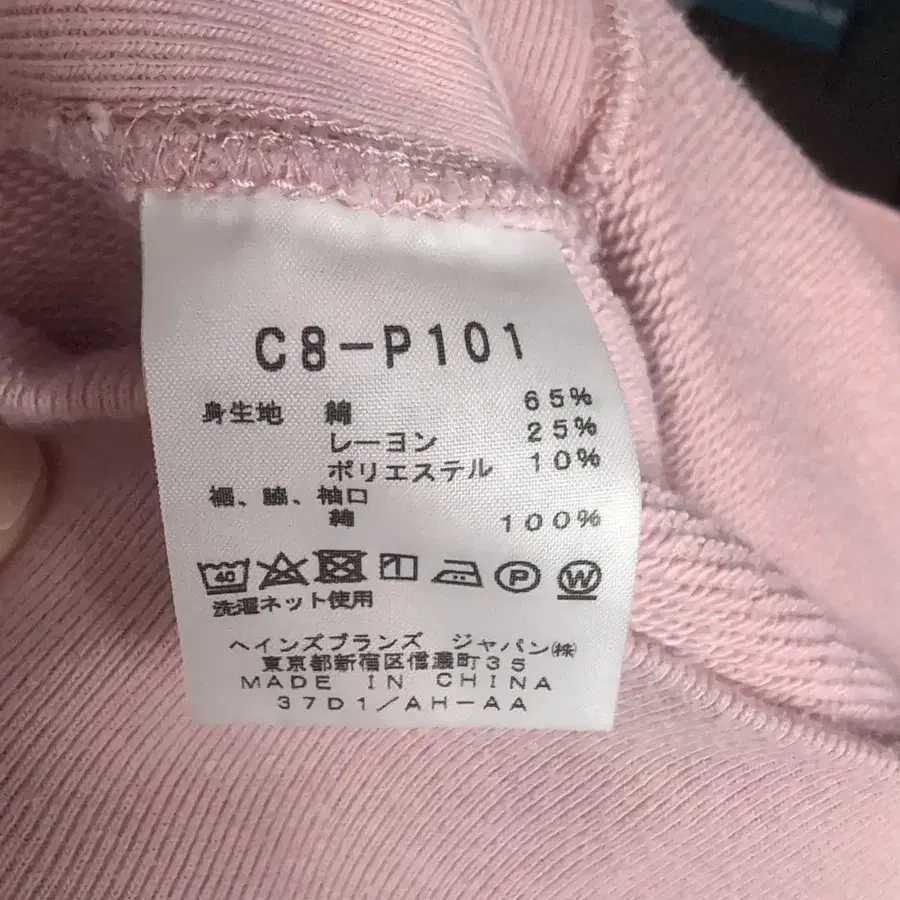 C8-P101
身生地 綿 65%
レーヨン 25%
ポリエステル 10%
裾、脇、袖口
綿 100%
40 P W
洗濯ネット使用
ヘインズブランズ ジャパン㈱
東京都新宿区信濃町35
MADE IN CHINA
37D1/AH-AA